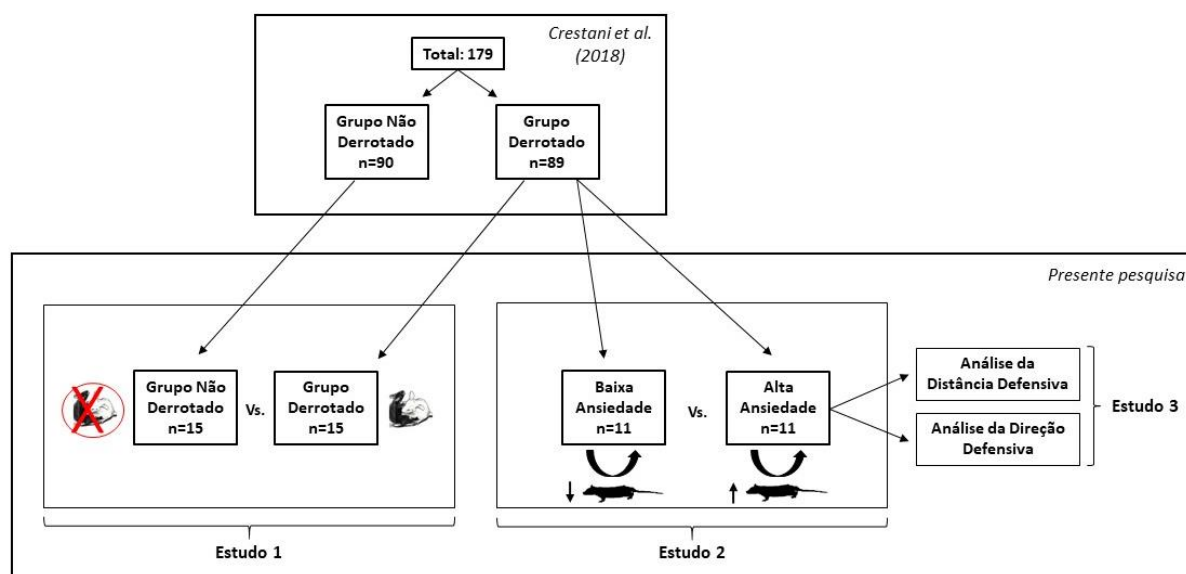 Crestani et al.
(2018)
Total: 179
Grupo Não
Derrotado
n=90
Grupo
Derrotado
n=89
Presente pesquisa
Grupo Não
Derrotado
n=15
Vs.
Grupo
Derrotado
n=15
Baixa
Ansiedade
n=11
Vs.
Alta
Ansiedade
n=11
Análise da
Distância Defensiva
Análise da Direção
Defensiva
Estudo 3
Estudo 1
Estudo 2